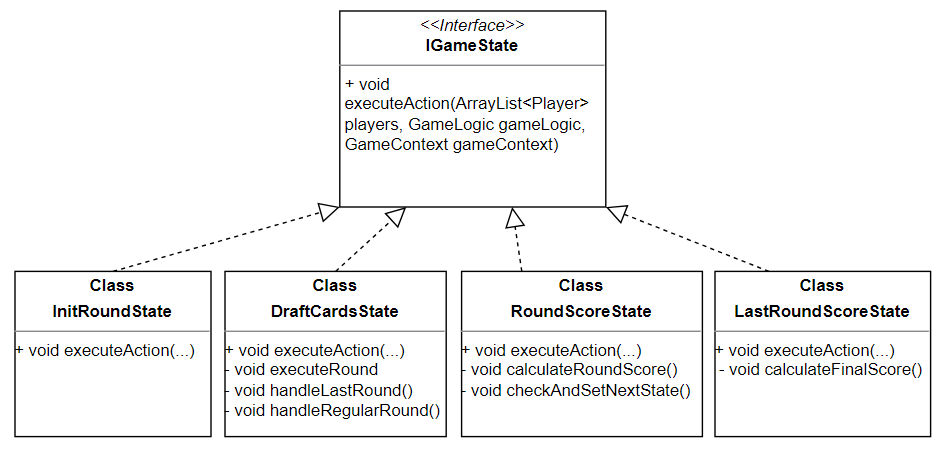 <<Interface>>
IGameState
+ void
executeAction(ArrayList<Player>
players, GameLogic gameLogic,
GameContext gameContext)
Class
InitRoundState
+ void executeAction(...)
Class
DraftCardsState
+ void executeAction(...)
- void executeRound
- void handleLastRound()
- void handleRegularRound()
Class
RoundScoreState
+ void executeAction(...)
- void calculateRoundScore()
- void checkAndSetNextState()
Class
LastRoundScoreState
+ void executeAction(...)
- void calculateFinalScore()